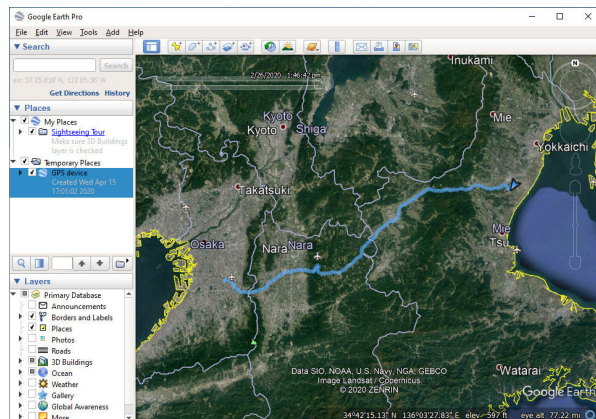 Google Earth Pro
File Edit View Tools Add Help
Search
Search
ex: 37 25.818' N, 122 05.36' W
Get Directions History
Places
My Places
Sightseeing Tour
Make sure 3D Buildings
layer is checked
Temporary Places
GPS device
Created Wed Apr 15
17:01:02 2020
Layers
Primary Database
Announcements
Borders and Labels
Places
Photos
Roads
3D Buildings
Ocean
Weather
Gallery
Global Awareness
More
2/26/2020 1:46:42 pm
N
Inukami
Kyoto
Kyoto Shiga
Mie
Yokkaichi
Takatsuki
Osaka
Nara Nara
Mie
Tsu
Watarai
Data SIO, NOAA, U.S. Navy, NGA, GEBCO
Image Landsat / Copernicus
© 2020 ZENRIN
Google Earth
34°42'15.13" N 136°03'27.83" E elev 597 ft eye alt 77.22 mi